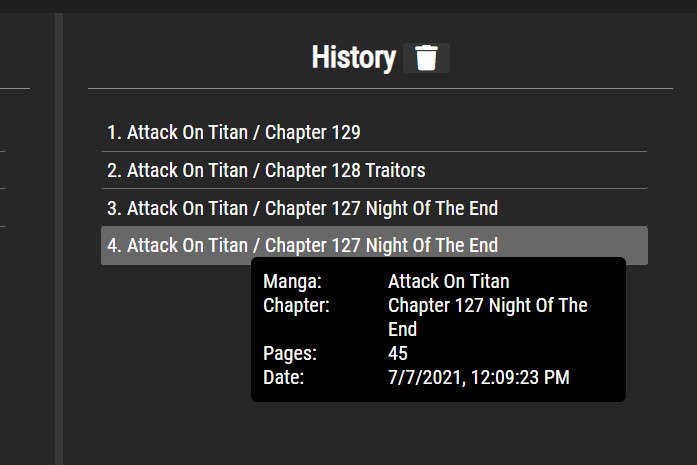 History
1. Attack On Titan / Chapter 129
2. Attack On Titan / Chapter 128 Traitors
3. Attack On Titan / Chapter 127 Night Of The End
4. Attack On Titan / Chapter 127 Night Of The End
Manga: Attack On Titan
Chapter: Chapter 127 Night Of The
End
Pages: 45
Date: 7/7/2021, 12:09:23 PM